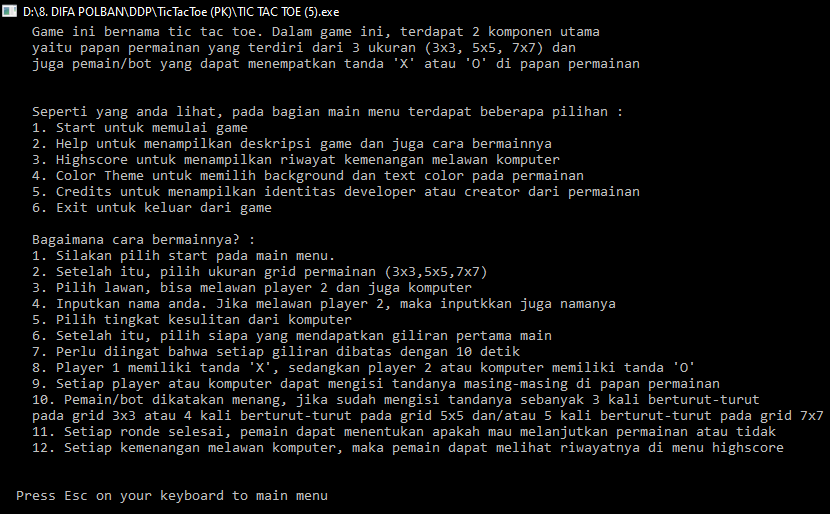 D:\8. DIFA POLBAN\DDP\TicTacToe (PK)\TIC TAC TOE (5).exe
Game ini bernama tic tac toe. Dalam game ini, terdapat 2 komponen utama
yaitu papan permainan yang terdiri dari 3 ukuran (3x3, 5x5, 7x7) dan
juga pemain/bot yang dapat menempatkan tanda 'X' atau 'O' di papan permainan
Seperti yang anda lihat, pada bagian main menu terdapat beberapa pilihan :
1. Start untuk memulai game
2. Help untuk menampilkan deskripsi game dan juga cara bermainnya
3. Highscore untuk menampilkan riwayat kemenangan melawan komputer
4. Color Theme untuk memilih background dan text color pada permainan
5. Credits untuk menampilkan identitas developer atau creator dari permainan
6. Exit untuk keluar dari game
Bagaimana cara bermainnya? :
1. Silakan pilih start pada main menu.
2. Setelah itu, pilih ukuran grid permainan (3x3,5x5,7x7)
3. Pilih lawan, bisa melawan player 2 dan juga komputer
4. Inputkan nama anda. Jika melawan player 2, maka inputkkan juga namanya
5. Pilih tingkat kesulitan dari komputer
6. Setelah itu, pilih siapa yang mendapatkan giliran pertama main
7. Perlu diingat bahwa setiap giliran dibatas dengan 10 detik
8. Player 1 memiliki tanda 'X', sedangkan player 2 atau komputer memiliki tanda 'O'
9. Setiap player atau komputer dapat mengisi tandanya masing-masing di papan permainan
10. Pemain/bot dikatakan menang, jika sudah mengisi tandanya sebanyak 3 kali berturut-turut
pada grid 3x3 atau 4 kali berturut-turut pada grid 5x5 dan/atau 5 kali berturut-turut pada grid 7x7
11. Setiap ronde selesai, pemain dapat menentukan apakah mau melanjutkan permainan atau tidak
12. Setiap kemenangan melawan komputer, maka pemain dapat melihat riwayatnya di menu highscore
Press Esc on your keyboard to main menu